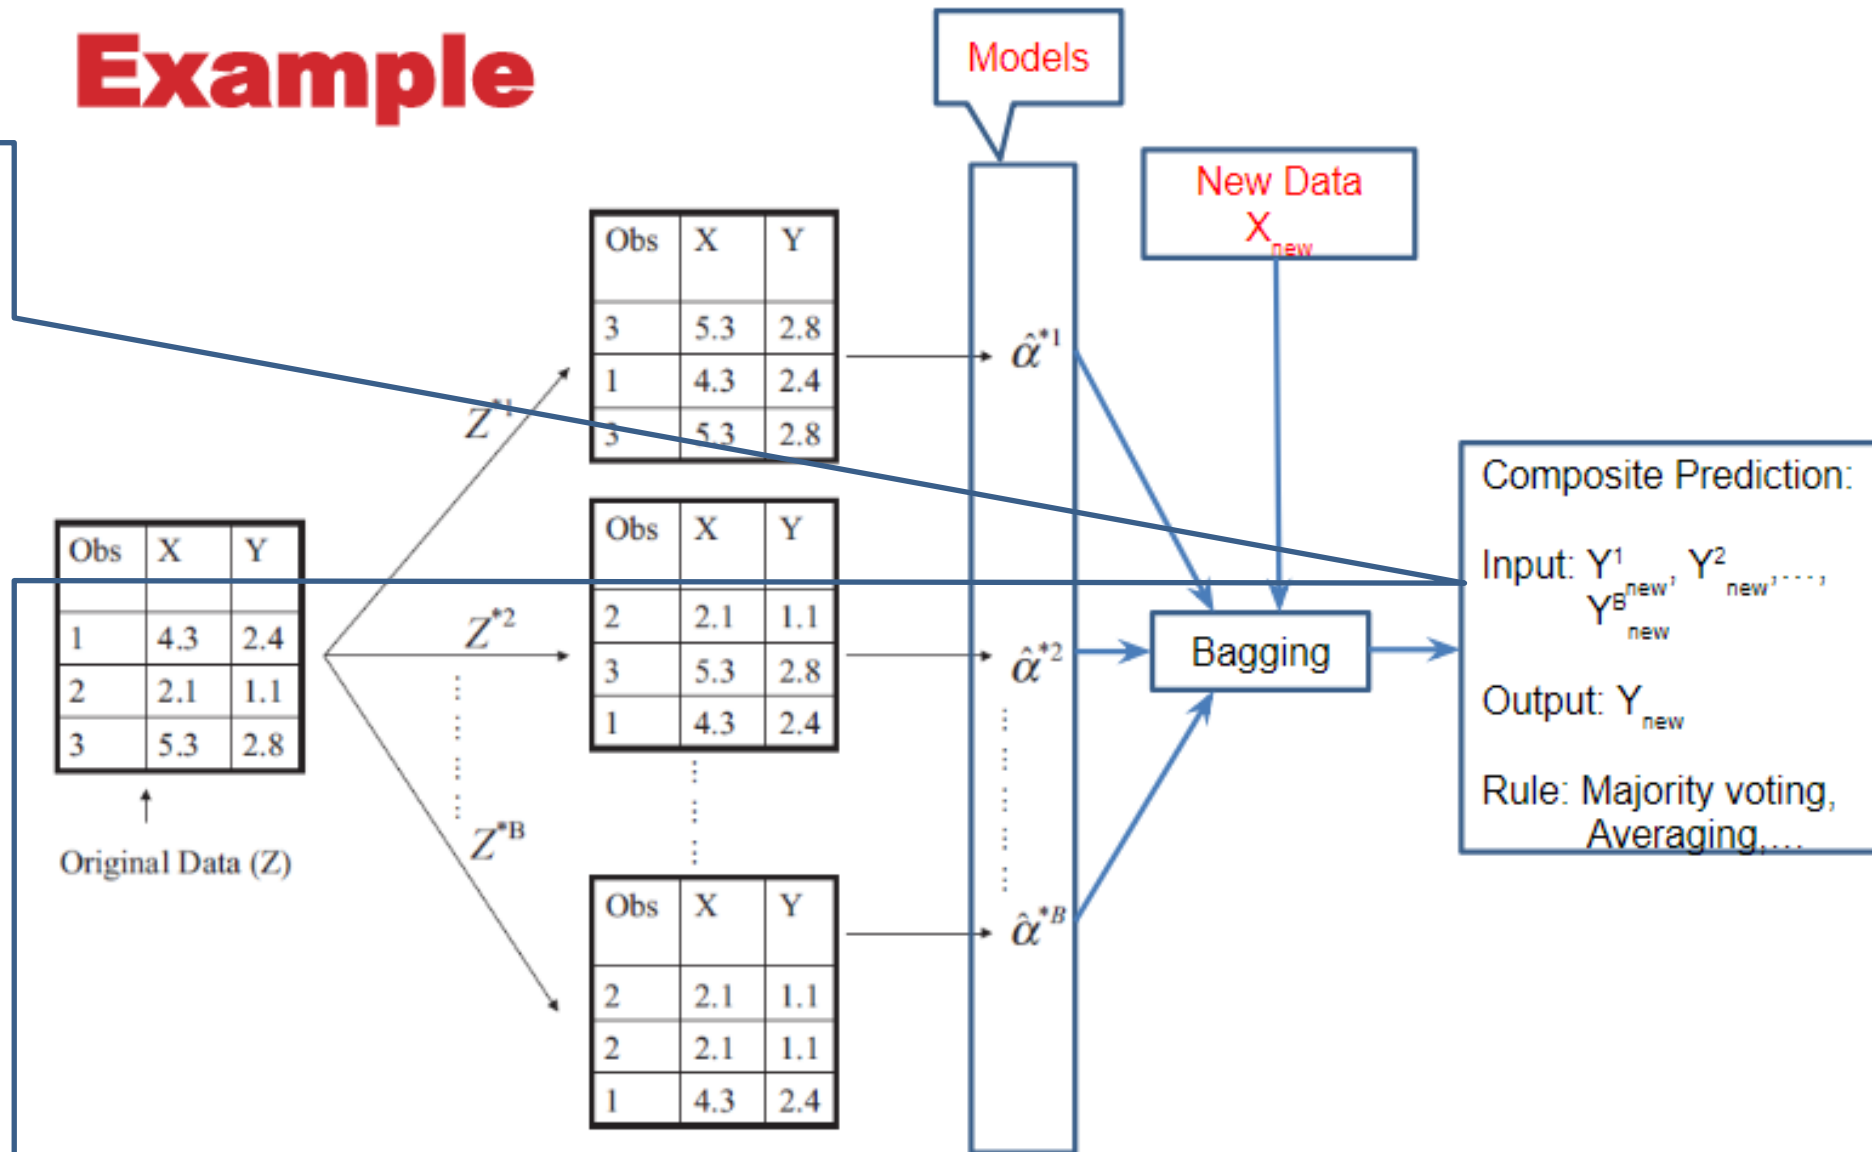 Example
Models
New Data
X_new
Obs X Y
3 5.3 2.8
1 4.3 2.4
3 5.3 2.8
Z*1
α̂*1
Obs X Y
1 4.3 2.4
2 2.1 1.1
3 5.3 2.8
Original Data (Z)
Z*2
Obs X Y
2 2.1 1.1
3 5.3 2.8
1 4.3 2.4
α̂*2
Z*B
Obs X Y
2 2.1 1.1
2 2.1 1.1
1 4.3 2.4
α̂*B
Bagging
Composite Prediction:
Input: Y¹new, Y²new,...,
Yᴮnew
Output: Ynew
Rule: Majority voting,
Averaging,...